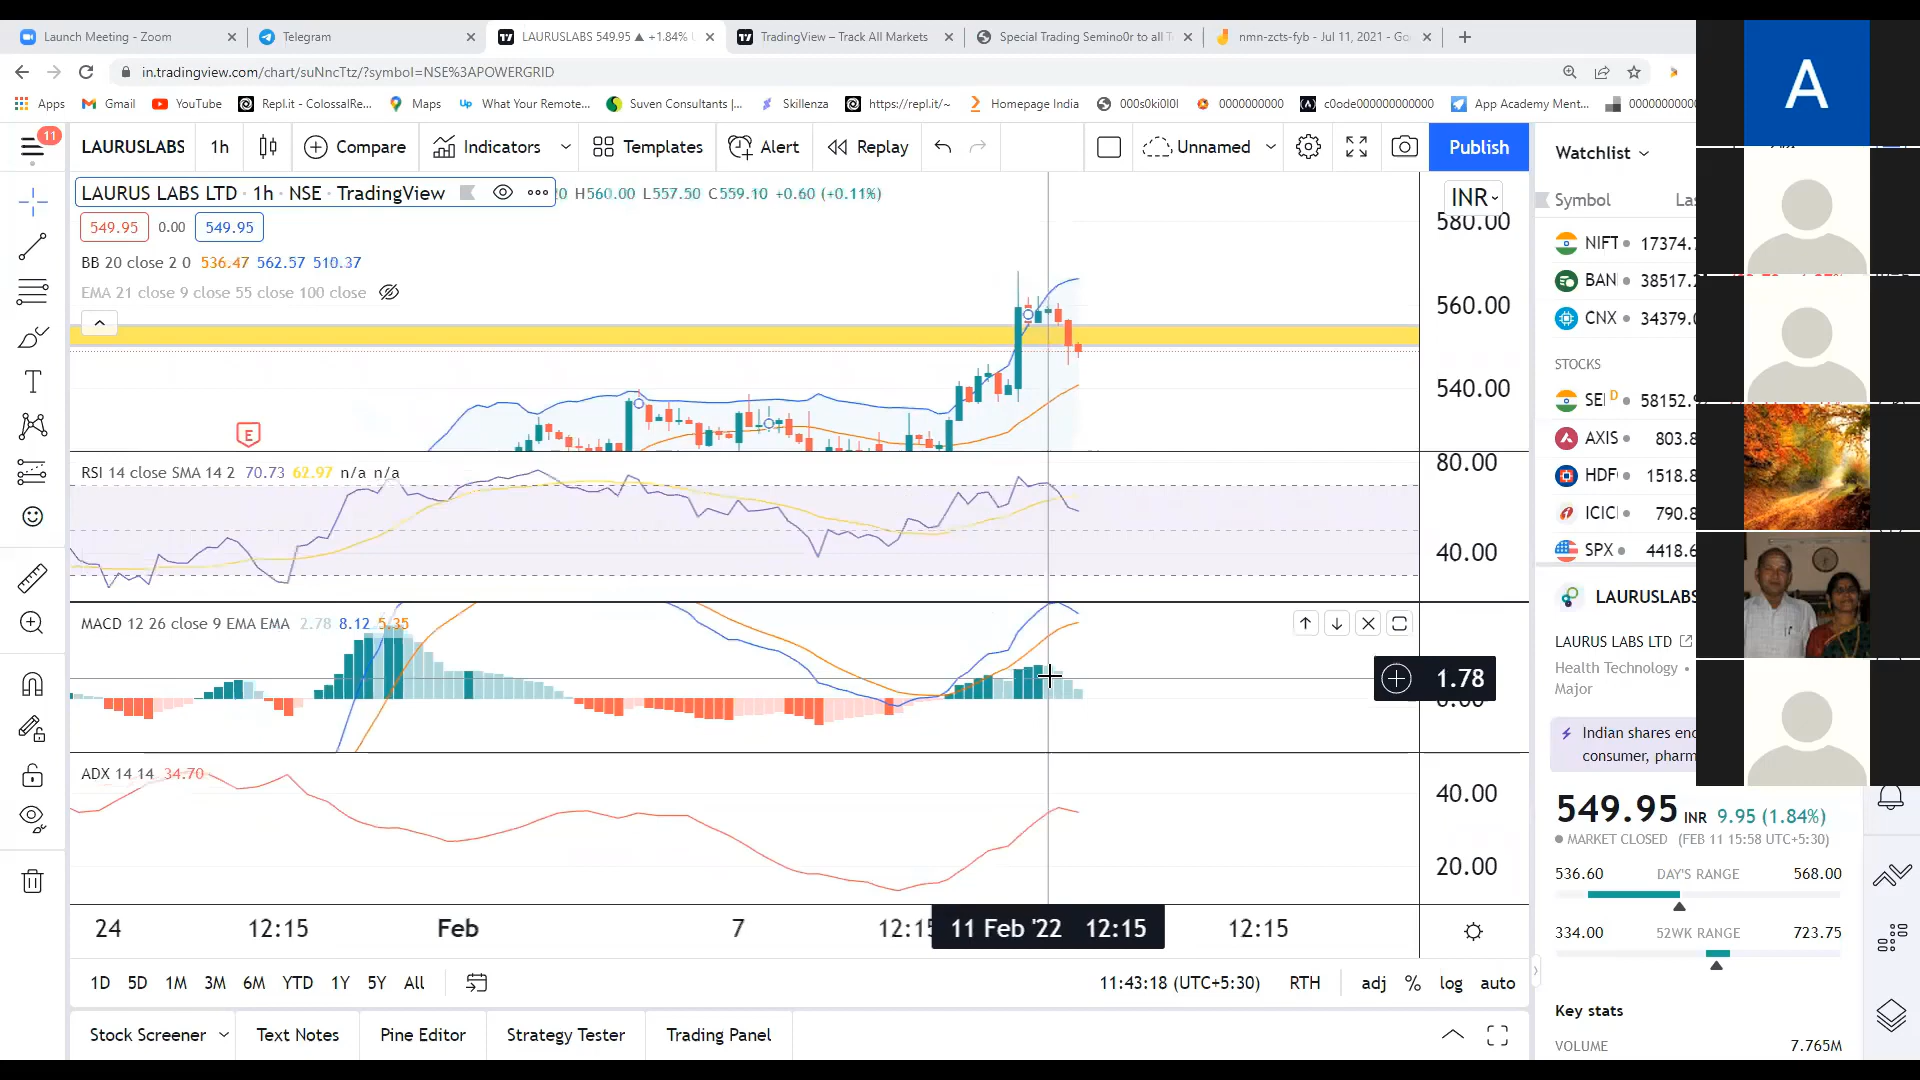 Launch Meeting - Zoom
Telegram
LAURUSLABS 549.95 ▲ +1.84%
TradingView – Track All Markets
Special Trading Semino0r to all T
nmn-zcts-fyb - Jul 11, 2021 - Go
in.tradingview.com/chart/suNncTtz/?symbol=NSE%3APOWERGRID
Apps Gmail YouTube Repl.it - ColossalRe... Maps Up What Your Remote... Suven Consultants |... Skillenza https://repl.it/~ Homepage India 000s0ki0l0l 0000000000 c0ode000000000000 App Academy Ment...
11
LAURUSLABS 1h Compare Indicators Templates Alert Replay Unnamed Publish
LAURUS LABS LTD · 1h · NSE · TradingView H560.00 L557.50 C559.10 +0.60 (+0.11%)
549.95 0.00 549.95
BB 20 close 2 0 536.47 562.57 510.37
EMA 21 close 9 close 55 close 100 close
INR
580.00
560.00
540.00
E
RSI 14 close SMA 14 2 70.73 62.97 n/a n/a
80.00
40.00
MACD 12 26 close 9 EMA EMA 2.78 8.12 5.35
1.78
ADX 14 14 34.70
40.00
20.00
24 12:15 Feb 7 12:15 11 Feb '22 12:15 12:15
1D 5D 1M 3M 6M YTD 1Y 5Y All
11:43:18 (UTC+5:30) RTH adj % log auto
Stock Screener Text Notes Pine Editor Strategy Tester Trading Panel
Watchlist
Symbol
NIFT 17374.
BAN 38517.
CNX 34379.
STOCKS
SEI D 58152.
AXIS 803.8
HDF 1518.8
ICIC 790.8
SPX 4418.6
LAURUSLABS
LAURUS LABS LTD
Health Technology •
Major
Indian shares end
consumer, pharm
549.95 INR 9.95 (1.84%)
MARKET CLOSED (FEB 11 15:58 UTC+5:30)
536.60 DAY'S RANGE 568.00
334.00 52WK RANGE 723.75
Key stats
VOLUME 7.765M
A